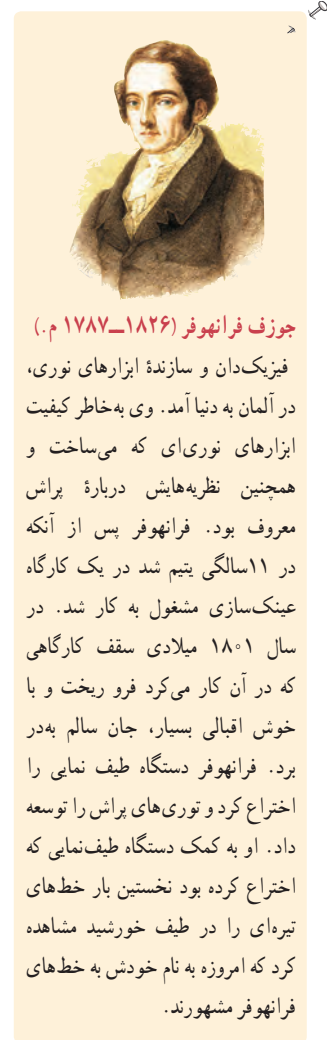 جوزف فرانهوفر (۱۸۲۶ــ۱۷۸۷ م.)
فیزیک‌دان و سازندهٔ ابزارهای نوری،
در آلمان به دنیا آمد. وی به‌خاطر کیفیت
ابزارهای نوری‌ای که می‌ساخت و
همچنین نظریه‌هایش دربارهٔ پراش
معروف بود. فرانهوفر پس از آنکه
در ۱۱سالگی یتیم شد در یک کارگاه
عینک‌سازی مشغول به کار شد. در
سال ۱۸۰۱ میلادی سقف کارگاهی
که در آن کار می‌کرد فرو ریخت و با
خوش اقبالی بسیار، جان سالم به‌در
برد. فرانهوفر دستگاه طیف نمایی را
اختراع کرد و توری‌های پراش را توسعه
داد. او به کمک دستگاه طیف‌نمایی که
اختراع کرده بود نخستین بار خط‌های
تیره‌ای را در طیف خورشید مشاهده
کرد که امروزه به نام خودش به خط‌های
فرانهوفر مشهورند.